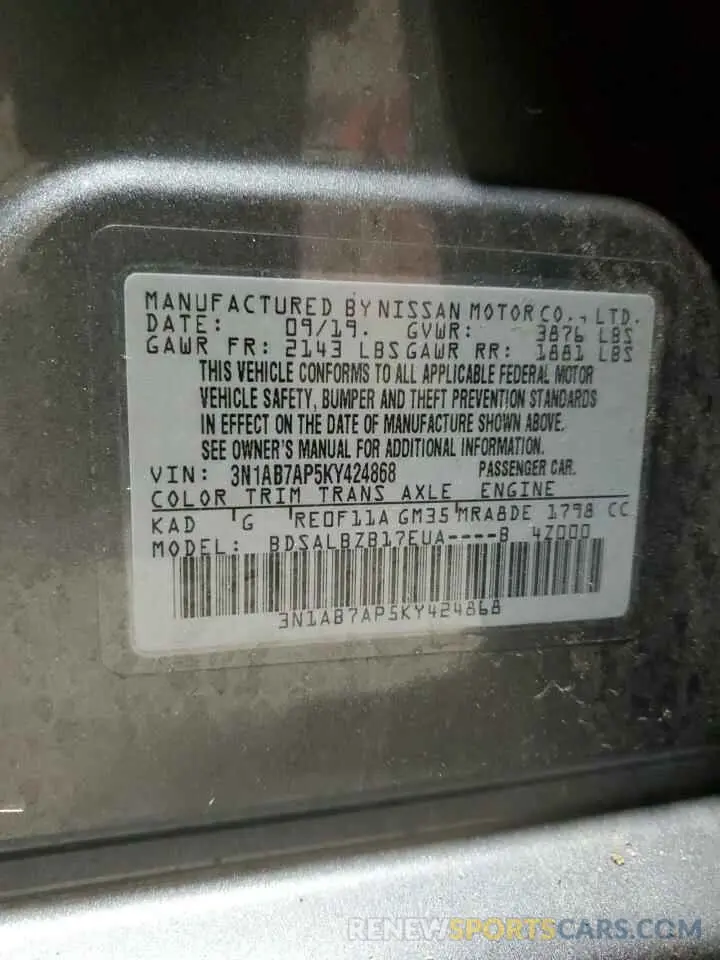 MANUFACTURED BY NISSAN MOTOR CO., LTD.
DATE: 09/19. GVWR: 3876 LBS
GAWR FR: 2143 LBS GAWR RR: 1881 LBS
THIS VEHICLE CONFORMS TO ALL APPLICABLE FEDERAL MOTOR
VEHICLE SAFETY, BUMPER AND THEFT PREVENTION STANDARDS
IN EFFECT ON THE DATE OF MANUFACTURE SHOWN ABOVE.
SEE OWNER'S MANUAL FOR ADDITIONAL INFORMATION.
VIN: 3N1AB7AP5KY424868 PASSENGER CAR.
COLOR TRIM TRANS AXLE ENGINE
KAD G RE0F11A GM35 MRA8DE 1798 CC
MODEL: BDSALBZB17EUA----B 4Z000
3N1AB7AP5KY424868
RENEWSPORTSCARS.COM